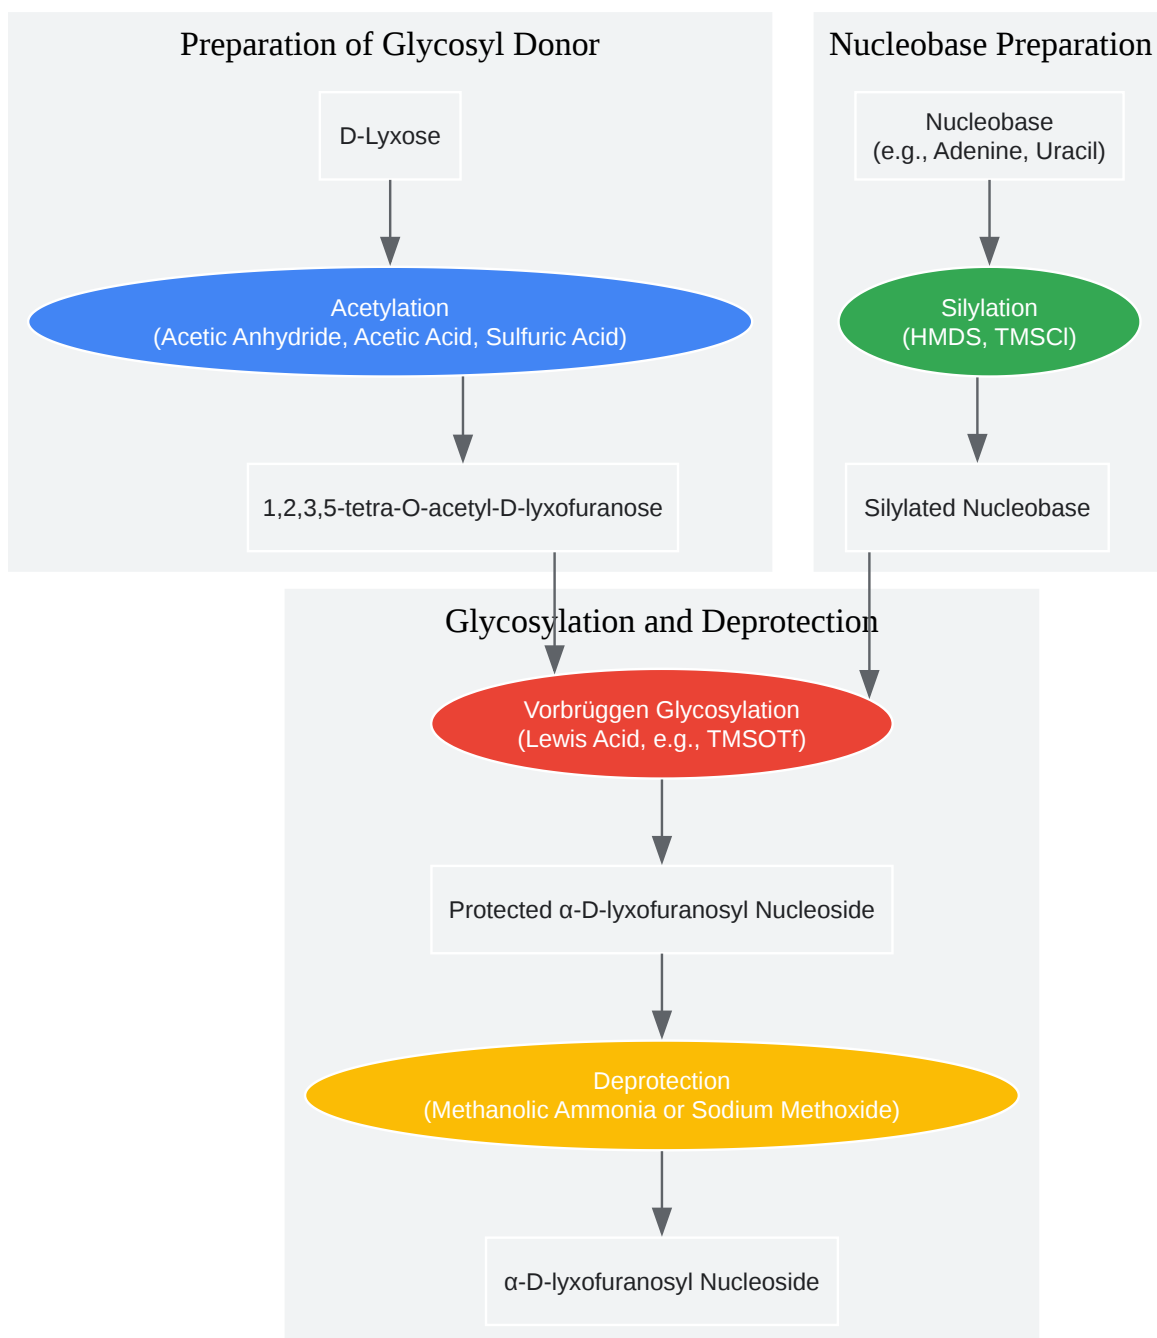 Preparation of Glycosyl Donor
D-Lyxose
Acetylation
(Acetic Anhydride, Acetic Acid, Sulfuric Acid)
1,2,3,5-tetra-O-acetyl-D-lyxofuranose
Nucleobase Preparation
Nucleobase
(e.g., Adenine, Uracil)
Silylation
(HMDS, TMSCl)
Silylated Nucleobase
Glycosylation and Deprotection
Vorbrüggen Glycosylation
(Lewis Acid, e.g., TMSOTf)
Protected α-D-lyxofuranosyl Nucleoside
Deprotection
(Methanolic Ammonia or Sodium Methoxide)
α-D-lyxofuranosyl Nucleoside